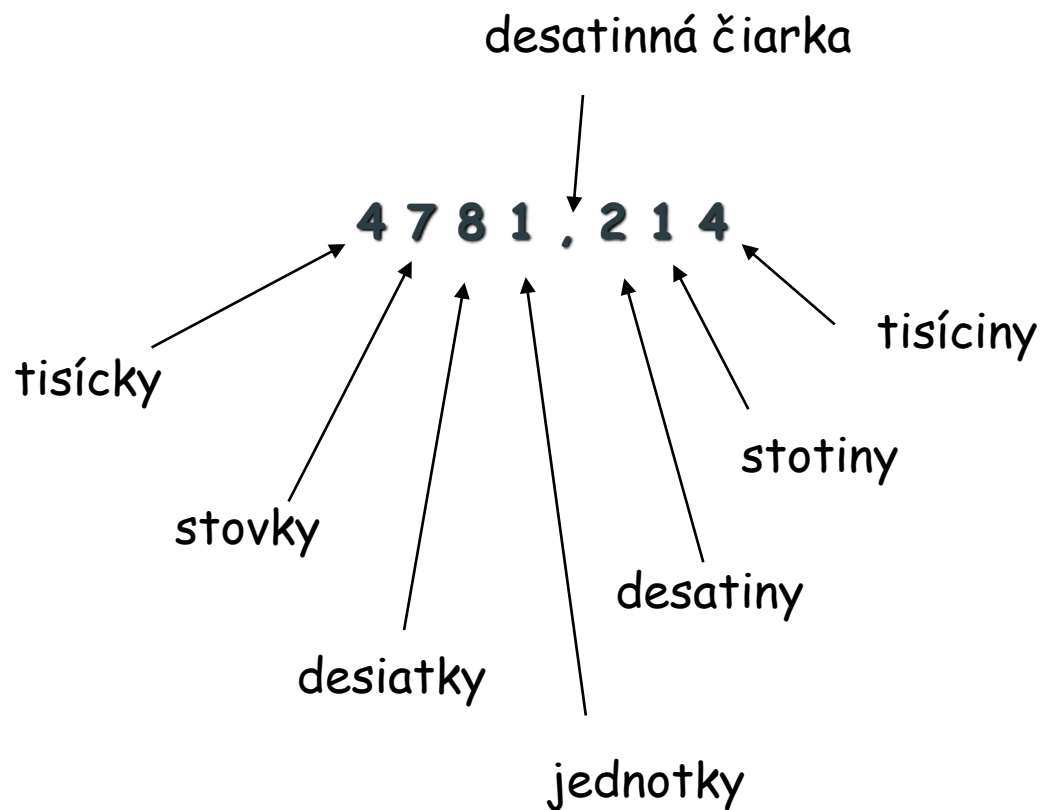 desatinná čiarka
4 7 8 1 , 2 1 4
tisíciny
tisícky
stotiny
stovky
desatiny
desiatky
jednotky